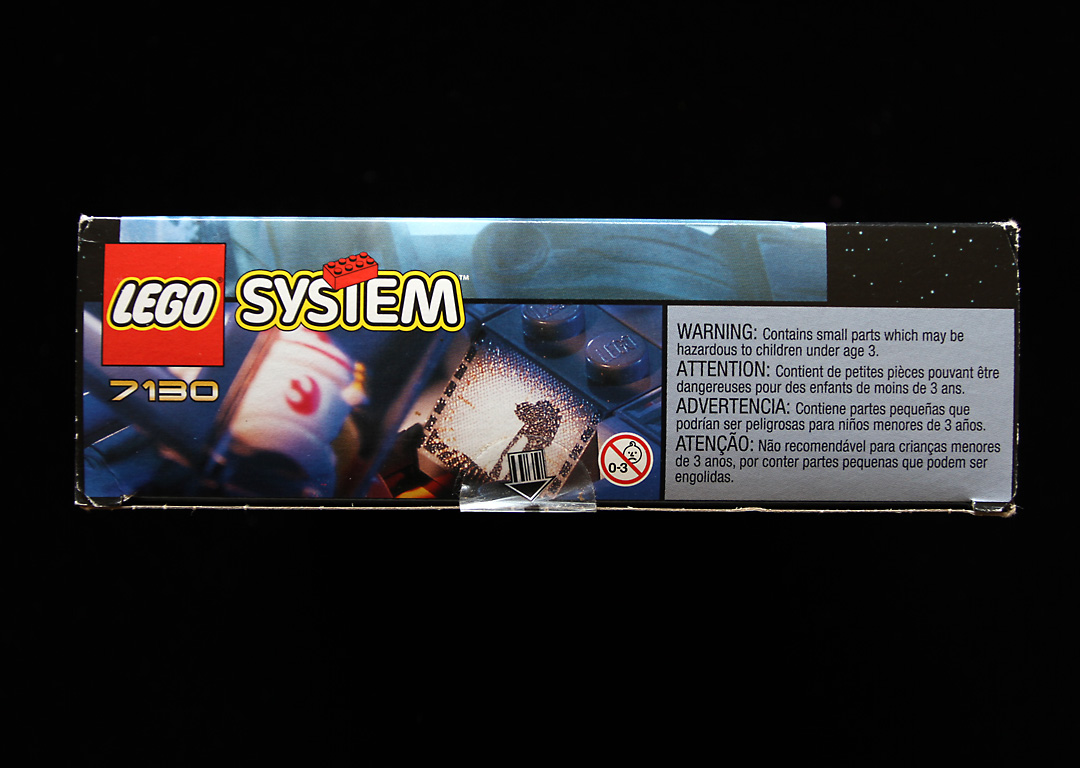 LEGO SYSTEM™
7130
LEGO
0-3
WARNING: Contains small parts which may be
hazardous to children under age 3.
ATTENTION: Contient de petites pièces pouvant être
dangereuses pour des enfants de moins de 3 ans.
ADVERTENCIA: Contiene partes pequeñas que
podrían ser peligrosas para niños menores de 3 años.
ATENÇÃO: Não recomendável para crianças menores
de 3 anos, por conter partes pequenas que podem ser
engolidas.